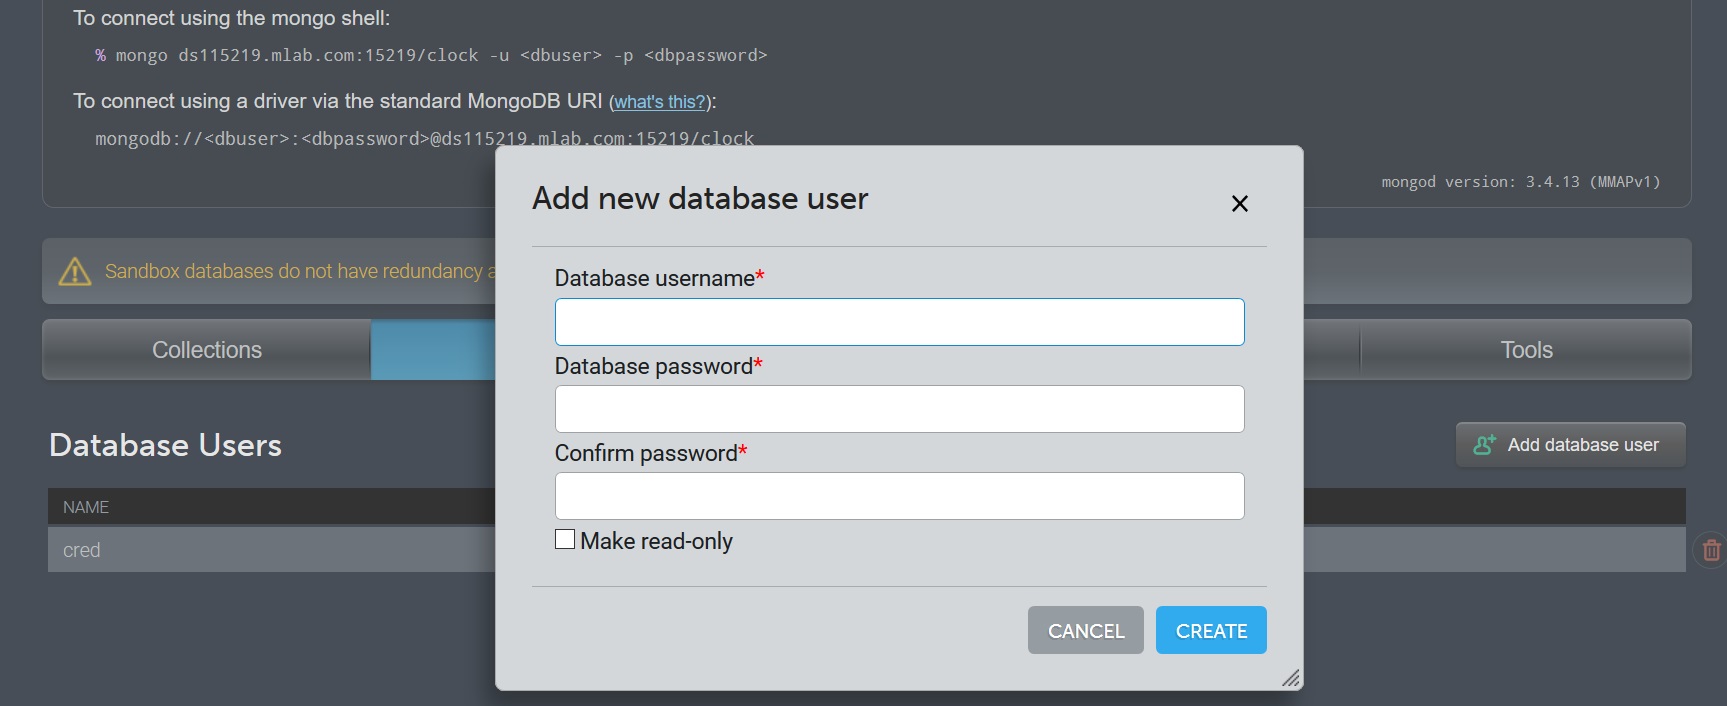 To connect using the mongo shell:
% mongo ds115219.mlab.com:15219/clock -u <dbuser> -p <dbpassword>
To connect using a driver via the standard MongoDB URI (what's this?):
mongodb://<dbuser>:<dbpassword>@ds115219.mlab.com:15219/clock
mongod version: 3.4.13 (MMAPv1)
Sandbox databases do not have redundancy
Collections
Tools
Database Users
Add database user
NAME
cred
Add new database user
Database username*
Database password*
Confirm password*
Make read-only
CANCEL CREATE